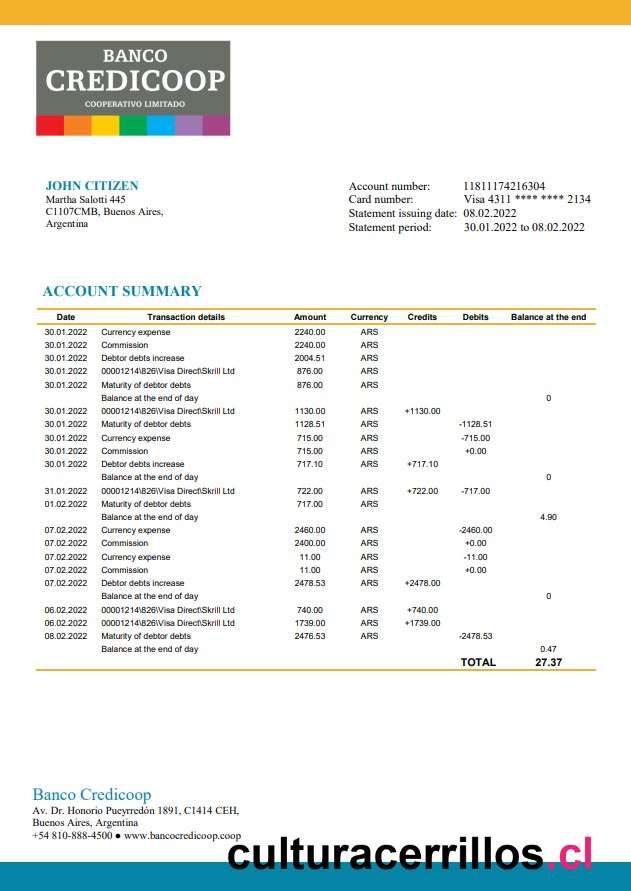 BANCO
CREDICOOP
COOPERATIVO LIMITADO
JOHN CITIZEN
Martha Salotti 445
C1107CMB, Buenos Aires,
Argentina
Account number: 11811174216304
Card number: Visa 4311 **** **** 2134
Statement issuing date: 08.02.2022
Statement period: 30.01.2022 to 08.02.2022
ACCOUNT SUMMARY
Date Transaction details Amount Currency Credits Debits Balance at the end
30.01.2022 Currency expense 2240.00 ARS
30.01.2022 Commission 2240.00 ARS
30.01.2022 Debtor debts increase 2004.51 ARS
30.01.2022 00001214\826\Visa Direct\Skrill Ltd 876.00 ARS
30.01.2022 Maturity of debtor debts 876.00 ARS
Balance at the end of day 0
30.01.2022 00001214\826\Visa Direct\Skrill Ltd 1130.00 ARS +1130.00
30.01.2022 Maturity of debtor debts 1128.51 ARS -1128.51
30.01.2022 Currency expense 715.00 ARS -715.00
30.01.2022 Commission 715.00 ARS +0.00
30.01.2022 Debtor debts increase 717.10 ARS +717.10
Balance at the end of day 0
31.01.2022 00001214\826\Visa Direct\Skrill Ltd 722.00 ARS +722.00 -717.00
01.02.2022 Maturity of debtor debts 717.00 ARS
Balance at the end of day 4.90
07.02.2022 Currency expense 2460.00 ARS -2460.00
07.02.2022 Commission 2400.00 ARS +0.00
07.02.2022 Currency expense 11.00 ARS -11.00
07.02.2022 Commission 11.00 ARS +0.00
07.02.2022 Debtor debts increase 2478.53 ARS +2478.00
Balance at the end of day 0
06.02.2022 00001214\826\Visa Direct\Skrill Ltd 740.00 ARS +740.00
06.02.2022 00001214\826\Visa Direct\Skrill Ltd 1739.00 ARS +1739.00
08.02.2022 Maturity of debtor debts 2476.53 ARS -2478.53
Balance at the end of day 0.47
TOTAL 27.37
Banco Credicoop
Av. Dr. Honorio Pueyrredón 1891, C1414 CEH,
Buenos Aires, Argentina
+54 810-888-4500 ● www.bancocredicoop.coop
culturacerrillos.cl